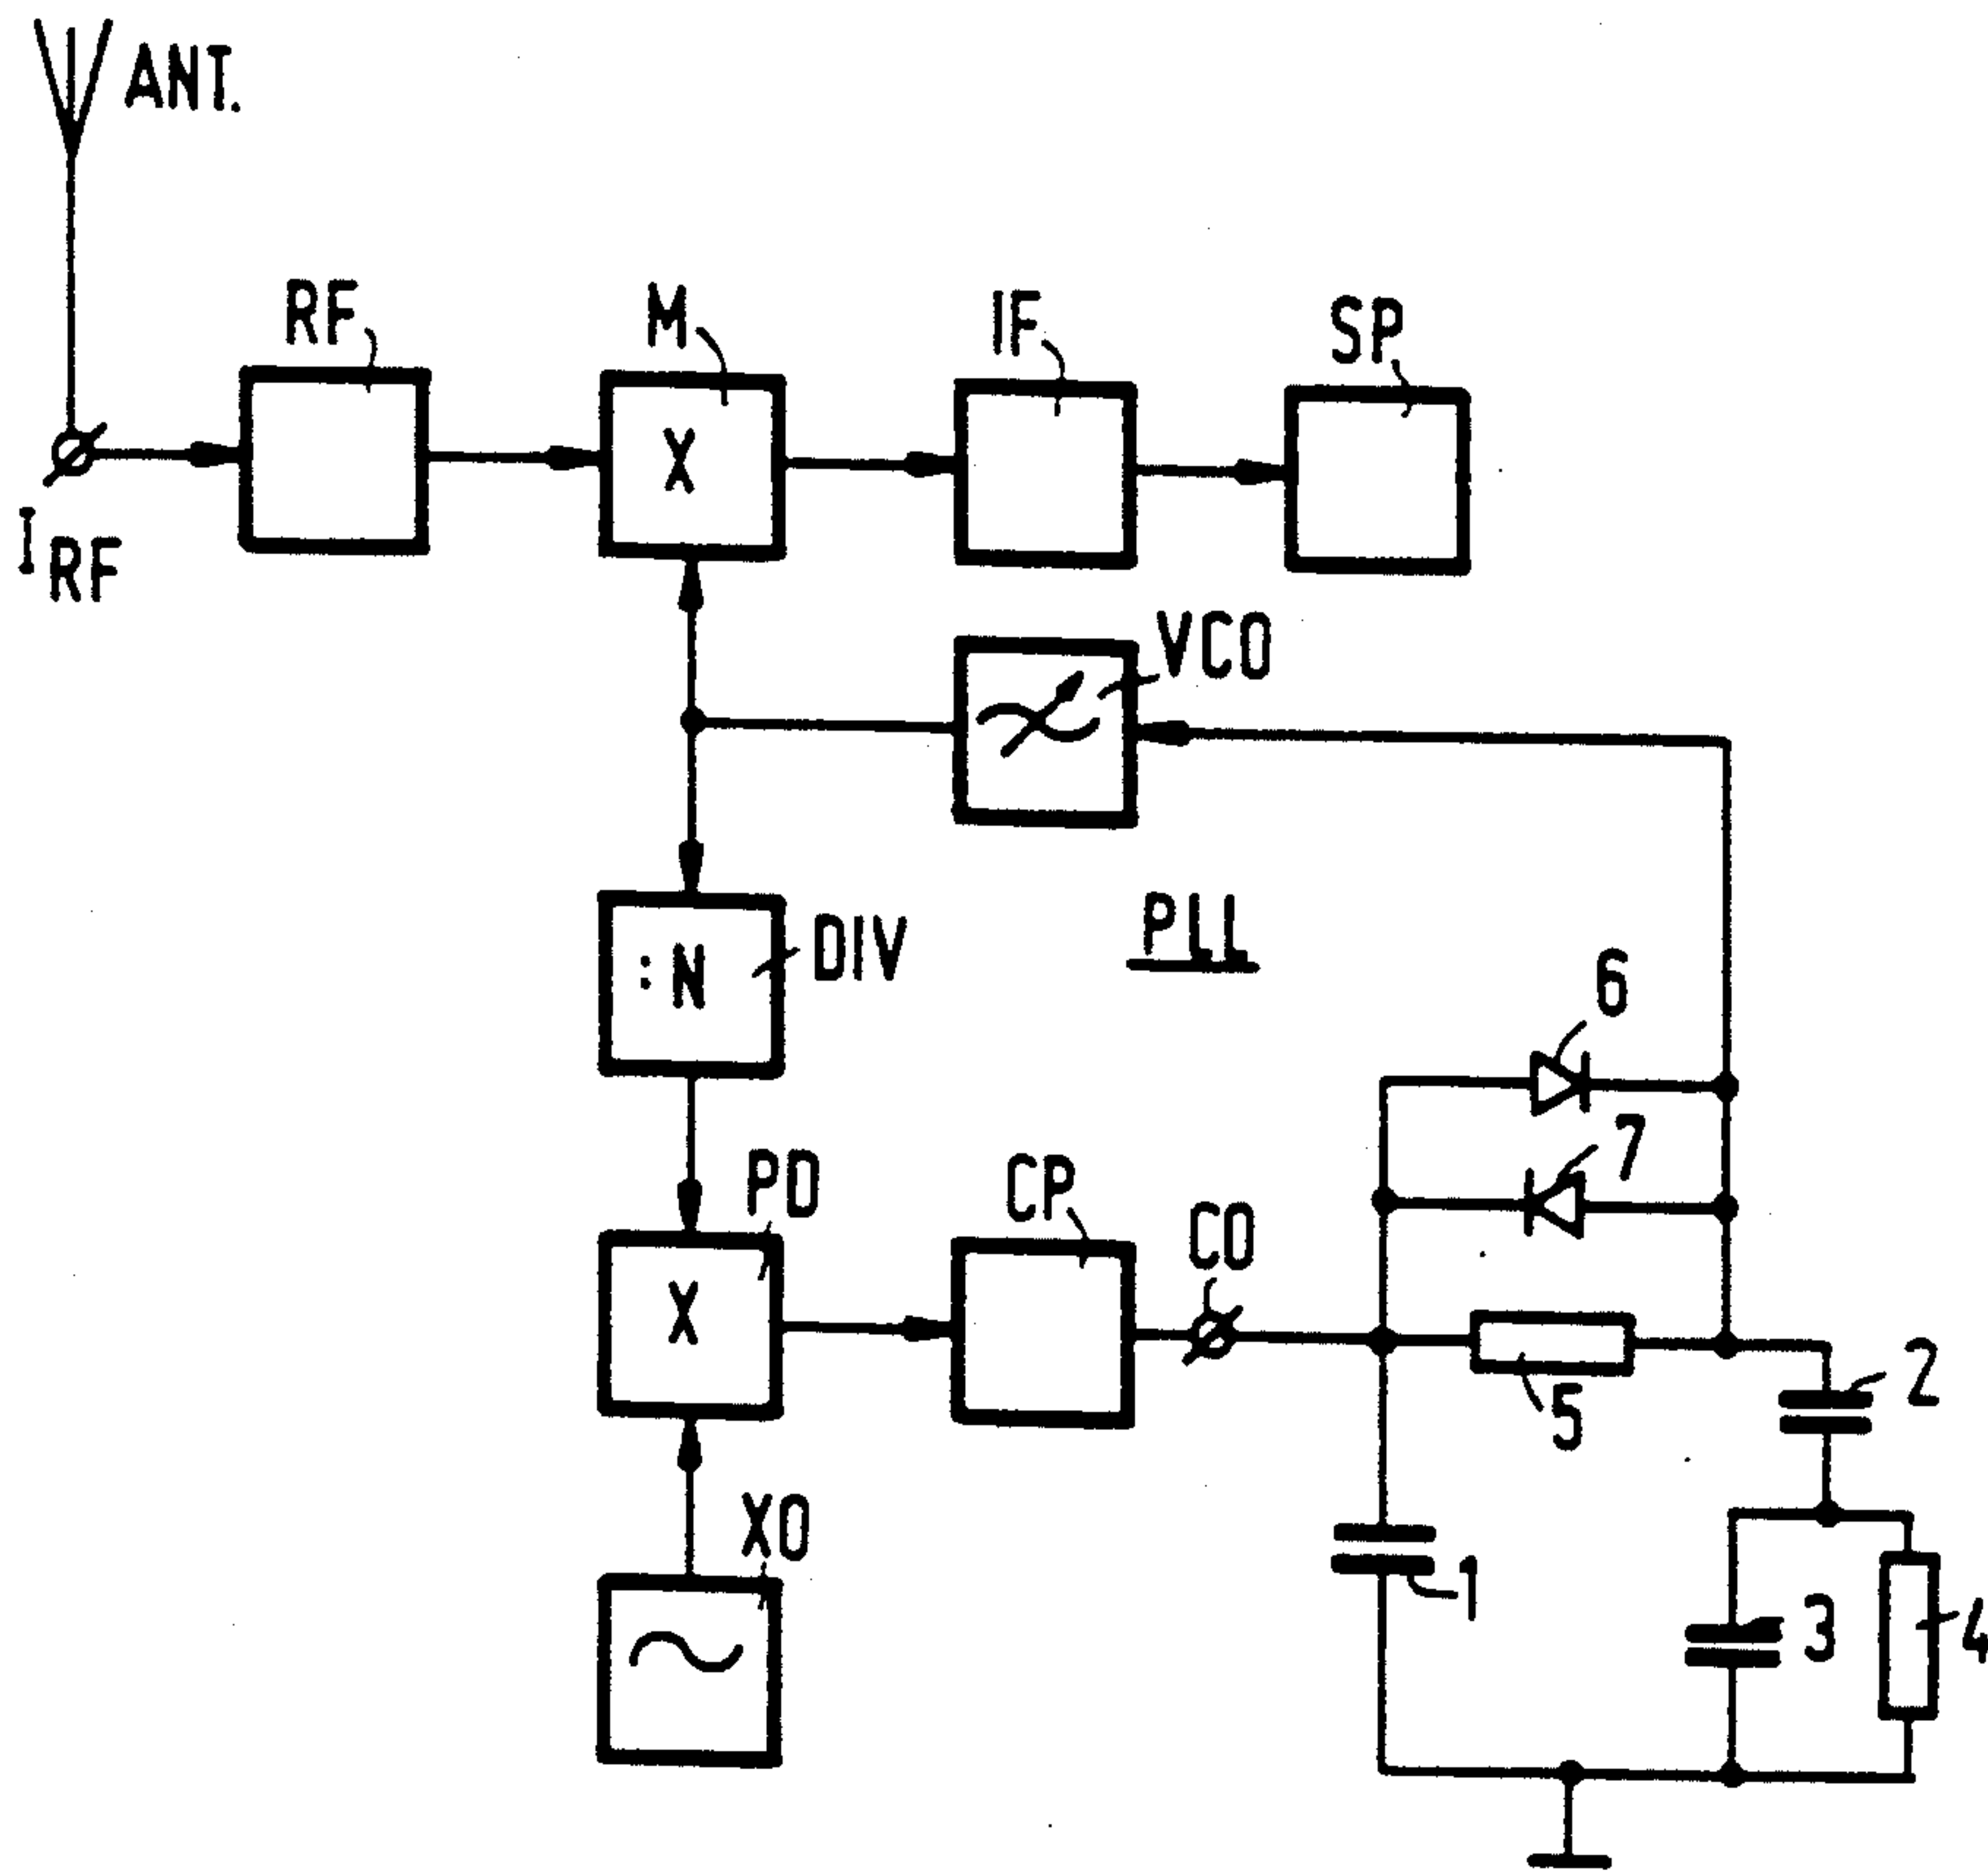 ANT.
RF
M
IF
SP
X
I RF
VCO
:N
DIV
PLL
6
7
PD
CP
CO
X
5
2
XO
1
3
4